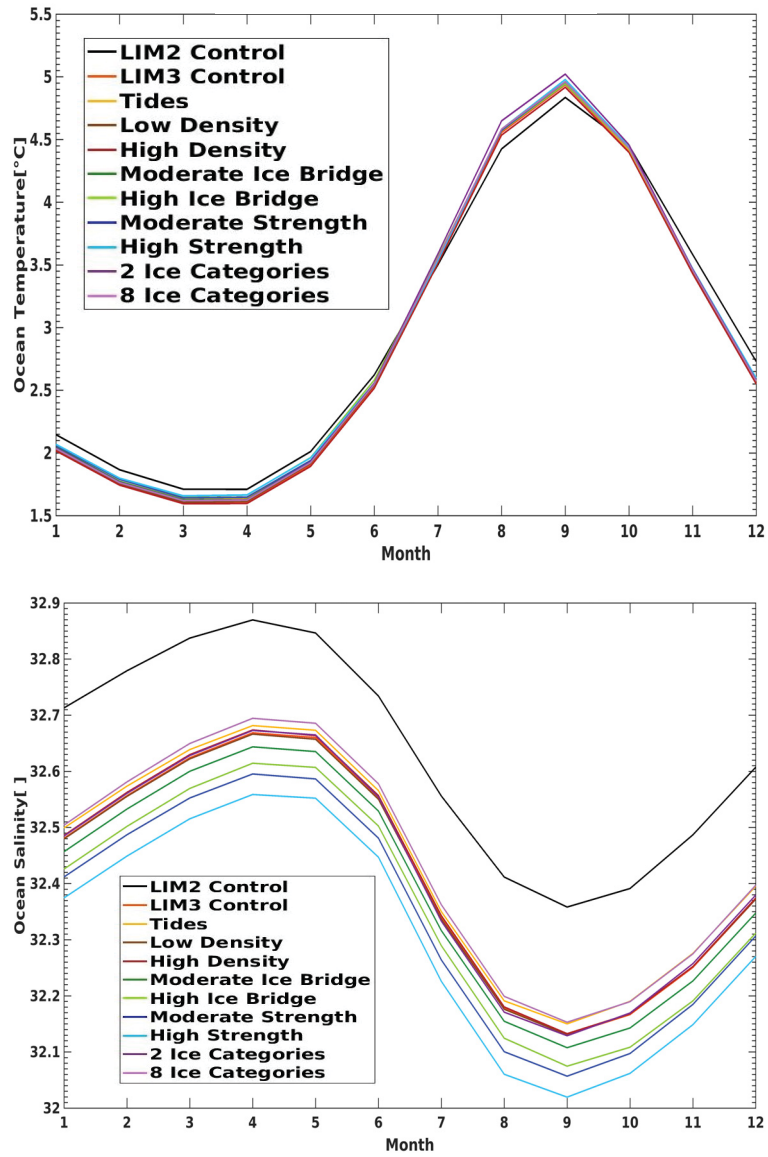 5.5
5
4.5
4
3.5
3
2.5
2
1.5
Ocean Temperature[°C]
LIM2 Control
LIM3 Control
Tides
Low Density
High Density
Moderate Ice Bridge
High Ice Bridge
Moderate Strength
High Strength
2 Ice Categories
8 Ice Categories
1 2 3 4 5 6 7 8 9 10 11 12
Month
32.9
32.8
32.7
32.6
32.5
32.4
32.3
32.2
32.1
32
Ocean Salinity[ ]
LIM2 Control
LIM3 Control
Tides
Low Density
High Density
Moderate Ice Bridge
High Ice Bridge
Moderate Strength
High Strength
2 Ice Categories
8 Ice Categories
1 2 3 4 5 6 7 8 9 10 11 12
Month